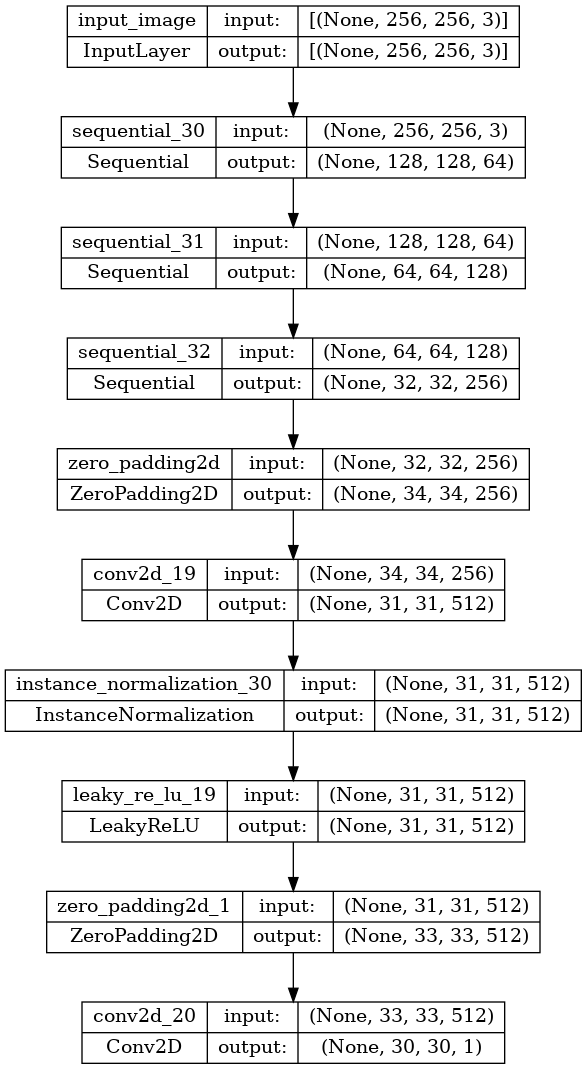 input_image input: [(None, 256, 256, 3)]
InputLayer output: [(None, 256, 256, 3)]
sequential_30 input: (None, 256, 256, 3)
Sequential output: (None, 128, 128, 64)
sequential_31 input: (None, 128, 128, 64)
Sequential output: (None, 64, 64, 128)
sequential_32 input: (None, 64, 64, 128)
Sequential output: (None, 32, 32, 256)
zero_padding2d input: (None, 32, 32, 256)
ZeroPadding2D output: (None, 34, 34, 256)
conv2d_19 input: (None, 34, 34, 256)
Conv2D output: (None, 31, 31, 512)
instance_normalization_30 input: (None, 31, 31, 512)
InstanceNormalization output: (None, 31, 31, 512)
leaky_re_lu_19 input: (None, 31, 31, 512)
LeakyReLU output: (None, 31, 31, 512)
zero_padding2d_1 input: (None, 31, 31, 512)
ZeroPadding2D output: (None, 33, 33, 512)
conv2d_20 input: (None, 33, 33, 512)
Conv2D output: (None, 30, 30, 1)